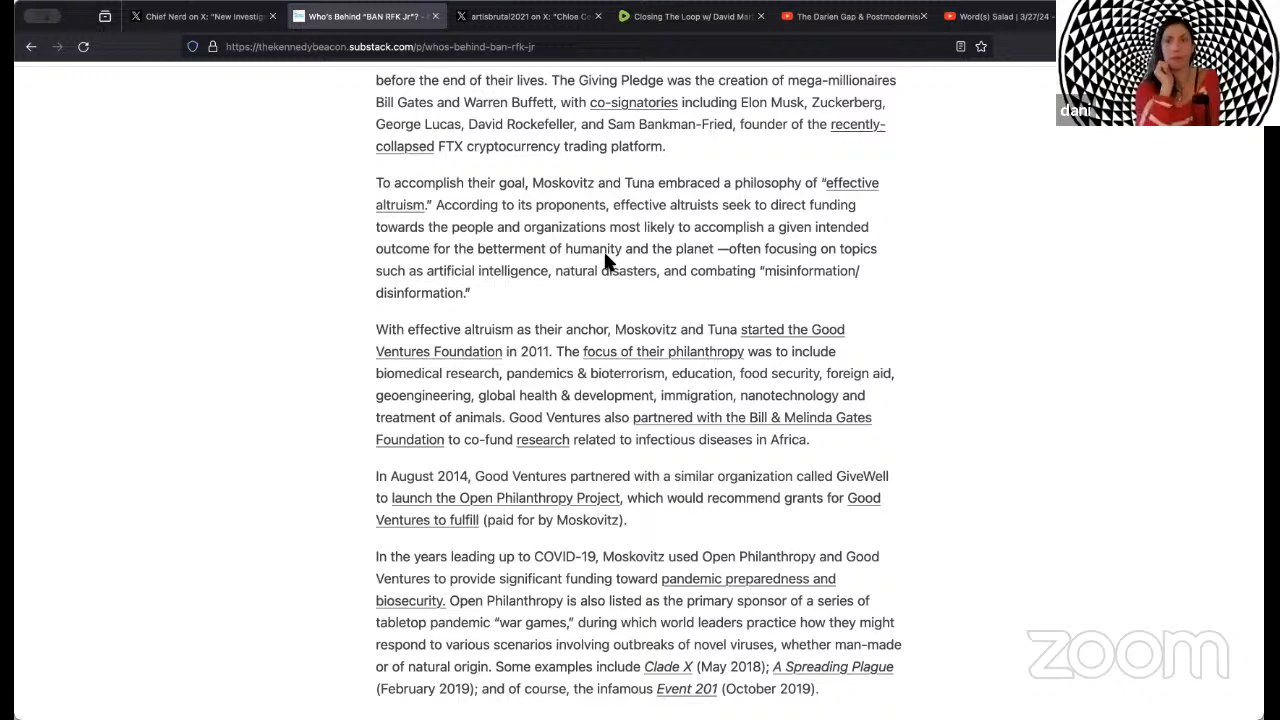 Chief Nerd on X: "New Investig
Who's Behind "BAN RFK Jr"? -
artisbrutal2021 on X: "Chloe Co
Closing The Loop w/ David Mar
The Darien Gap & Postmodernis
Word(s) Salad | 3/27/24
https://thekennedybeacon.substack.com/p/whos-behind-ban-rfk-jr
dani
before the end of their lives. The Giving Pledge was the creation of mega-millionaires
Bill Gates and Warren Buffett, with co-signatories including Elon Musk, Zuckerberg,
George Lucas, David Rockefeller, and Sam Bankman-Fried, founder of the recently-
collapsed FTX cryptocurrency trading platform.
To accomplish their goal, Moskovitz and Tuna embraced a philosophy of “effective
altruism.” According to its proponents, effective altruists seek to direct funding
towards the people and organizations most likely to accomplish a given intended
outcome for the betterment of humanity and the planet —often focusing on topics
such as artificial intelligence, natural disasters, and combating “misinformation/
disinformation.”
With effective altruism as their anchor, Moskovitz and Tuna started the Good
Ventures Foundation in 2011. The focus of their philanthropy was to include
biomedical research, pandemics & bioterrorism, education, food security, foreign aid,
geoengineering, global health & development, immigration, nanotechnology and
treatment of animals. Good Ventures also partnered with the Bill & Melinda Gates
Foundation to co-fund research related to infectious diseases in Africa.
In August 2014, Good Ventures partnered with a similar organization called GiveWell
to launch the Open Philanthropy Project, which would recommend grants for Good
Ventures to fulfill (paid for by Moskovitz).
In the years leading up to COVID-19, Moskovitz used Open Philanthropy and Good
Ventures to provide significant funding toward pandemic preparedness and
biosecurity. Open Philanthropy is also listed as the primary sponsor of a series of
tabletop pandemic “war games,” during which world leaders practice how they might
respond to various scenarios involving outbreaks of novel viruses, whether man-made
or of natural origin. Some examples include Clade X (May 2018); A Spreading Plague
(February 2019); and of course, the infamous Event 201 (October 2019).
zoom